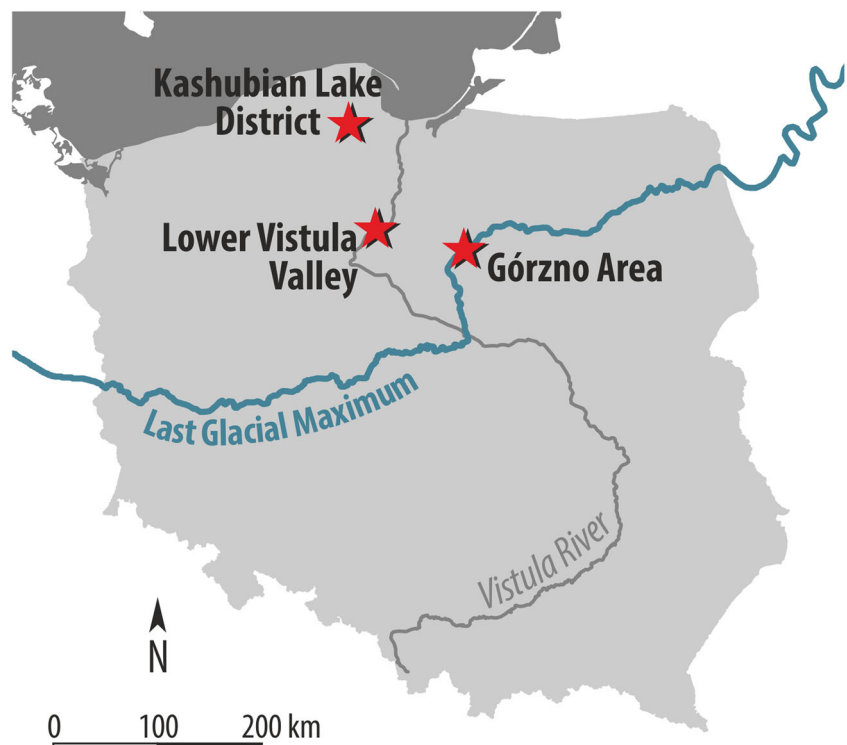 Kashubian Lake
District
Lower Vistula
Valley
Górzno Area
Last Glacial Maximum
Vistula River
N
0 100 200 km